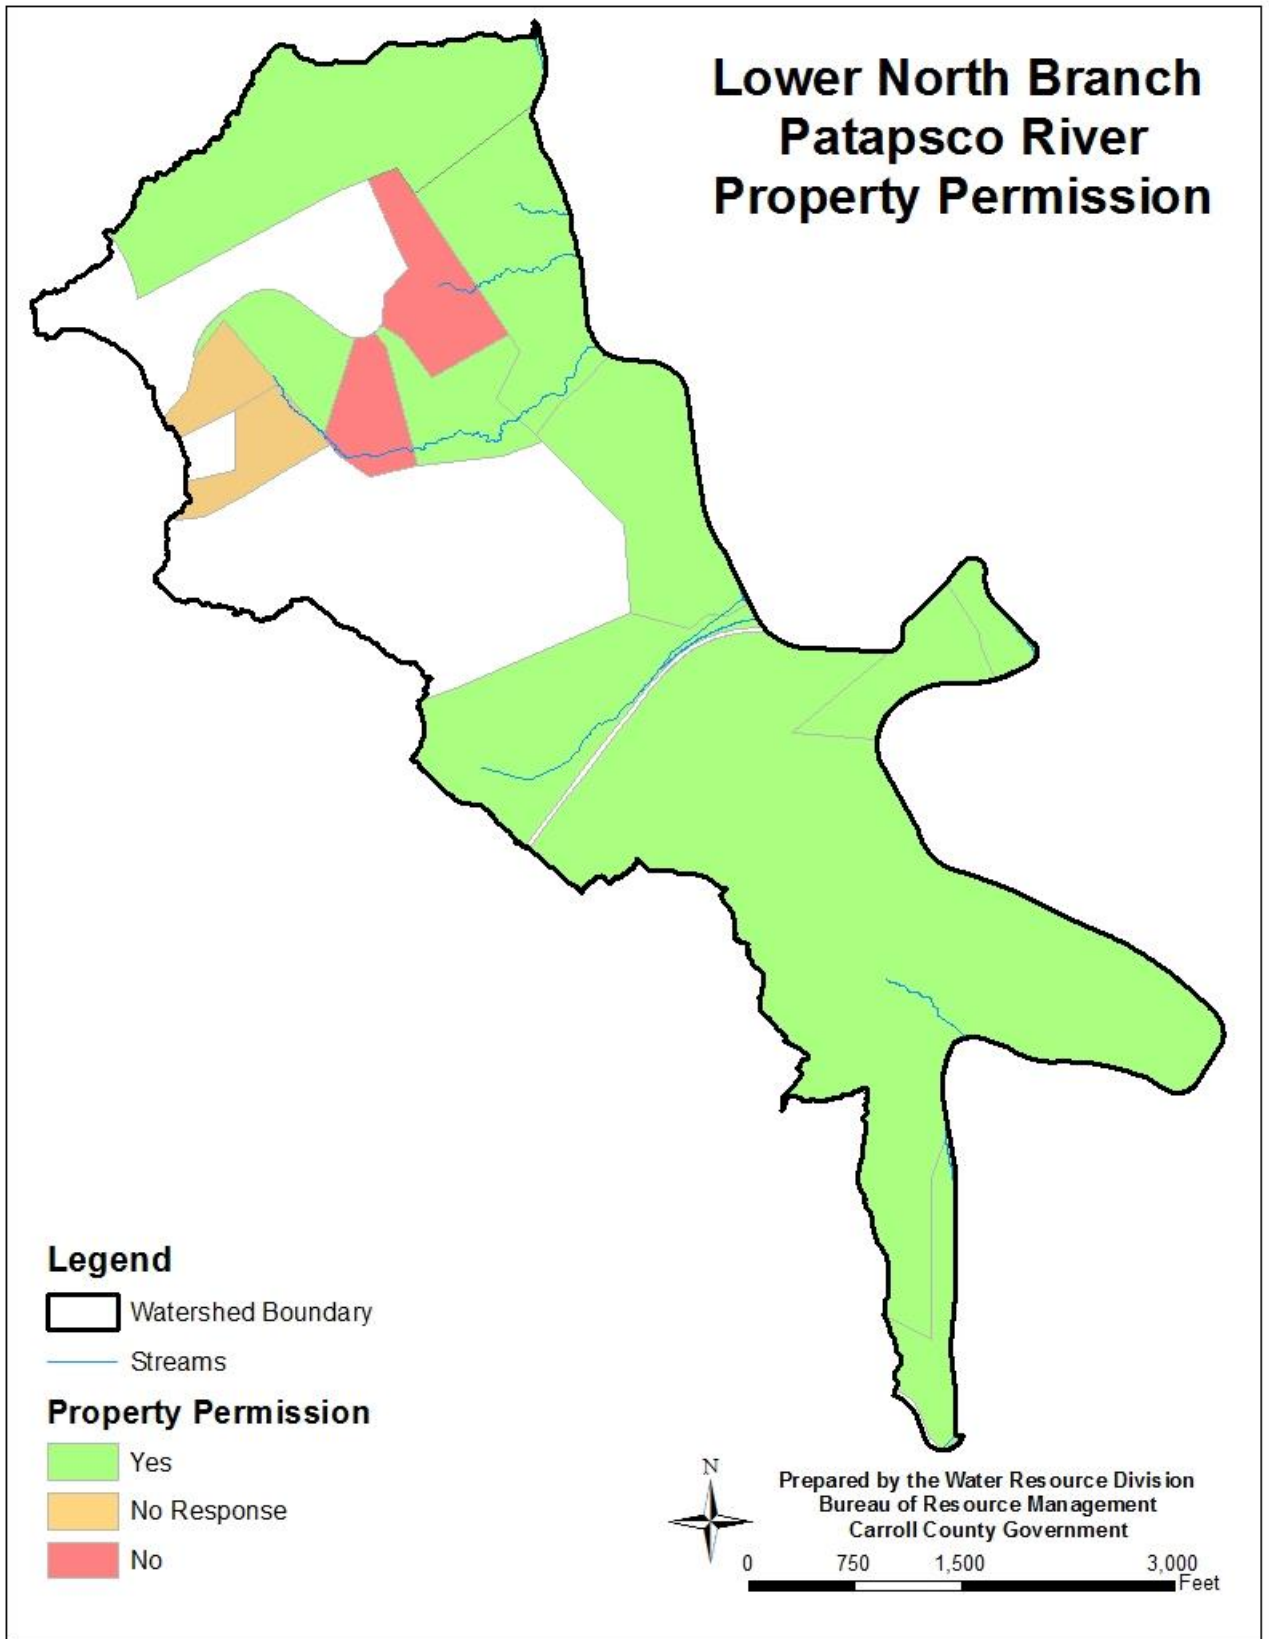 Lower North Branch
Patapsco River
Property Permission
Legend
Watershed Boundary
Streams
Property Permission
Yes
No Response
No
N
Prepared by the Water Resource Division
Bureau of Resource Management
Carroll County Government
0 750 1,500 3,000
Feet